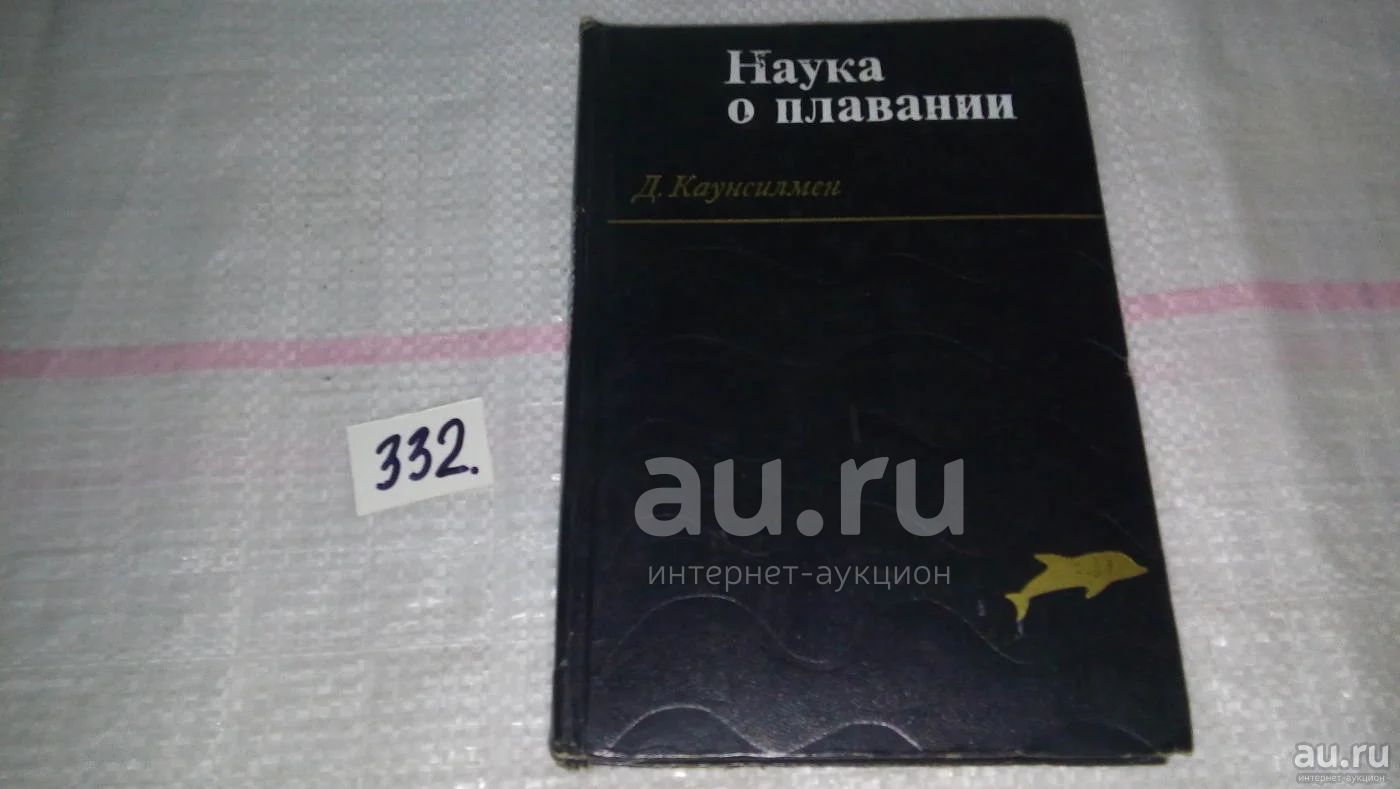 Наука
о плавании
Д. Каунсилмен
332.
au.ru
интернет-аукцион
au.ru
интернет-аукцион